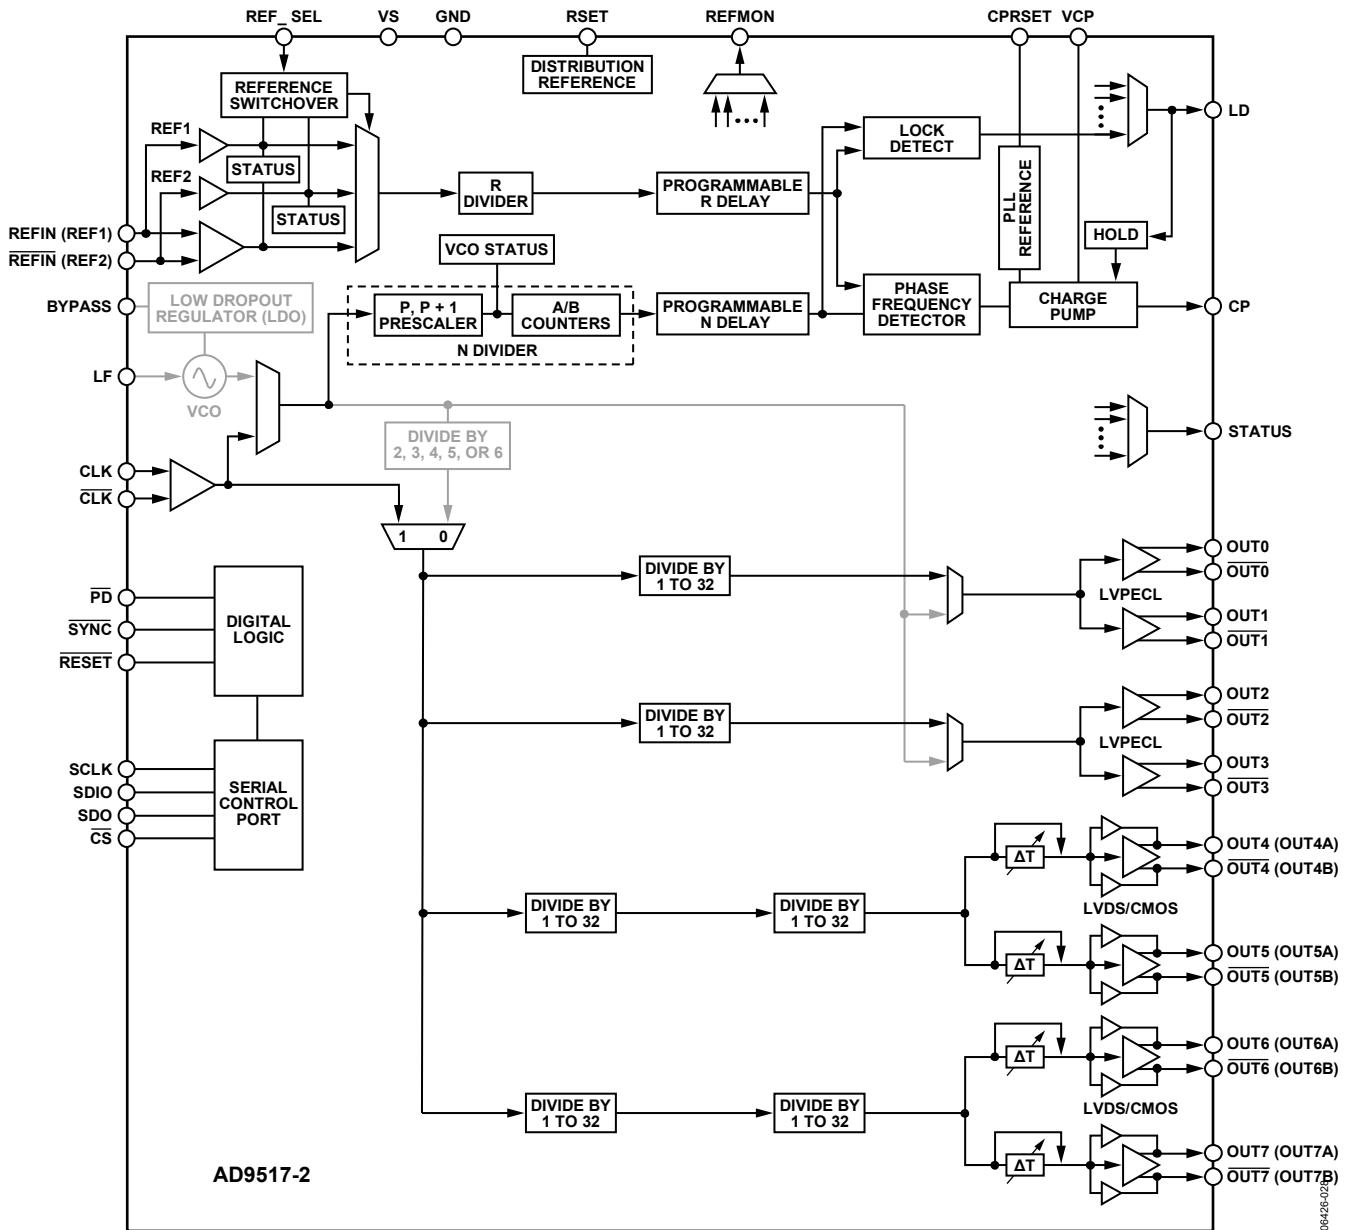 REF_ SEL VS GND RSET REFMON CPRSET VCP
DISTRIBUTION
REFERENCE
REFERENCE
SWITCHOVER
REF1
STATUS
REF2
STATUS
REFIN (REF1)
REFIN (REF2)
R
DIVIDER
PROGRAMMABLE
R DELAY
LOCK
DETECT
LD
PLL
REFERENCE
HOLD
VCO STATUS
BYPASS
LOW DROPOUT
REGULATOR (LDO)
P, P + 1
PRESCALER
A/B
COUNTERS
N DIVIDER
PROGRAMMABLE
N DELAY
PHASE
FREQUENCY
DETECTOR
CHARGE
PUMP
CP
LF
VCO
DIVIDE BY
2, 3, 4, 5, OR 6
STATUS
CLK
CLK
1 0
PD
SYNC
RESET
DIGITAL
LOGIC
SCLK
SDIO
SDO
CS
SERIAL
CONTROL
PORT
DIVIDE BY
1 TO 32
LVPECL
OUT0
OUT0
OUT1
OUT1
DIVIDE BY
1 TO 32
LVPECL
OUT2
OUT2
OUT3
OUT3
DIVIDE BY
1 TO 32
DIVIDE BY
1 TO 32
ΔT
ΔT
LVDS/CMOS
OUT4 (OUT4A)
OUT4 (OUT4B)
OUT5 (OUT5A)
OUT5 (OUT5B)
DIVIDE BY
1 TO 32
DIVIDE BY
1 TO 32
ΔT
ΔT
LVDS/CMOS
OUT6 (OUT6A)
OUT6 (OUT6B)
OUT7 (OUT7A)
OUT7 (OUT7B)
AD9517-2
06426-028